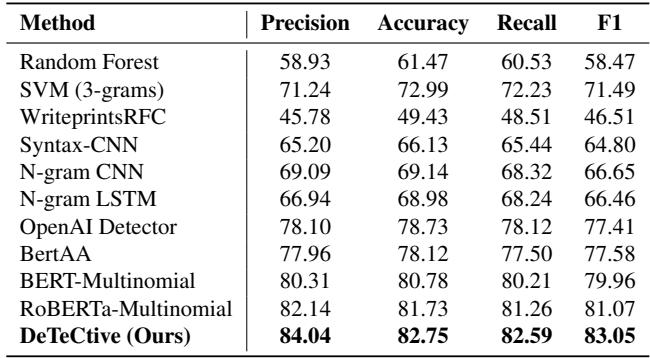 Method Precision Accuracy Recall F1
Random Forest 58.93 61.47 60.53 58.47
SVM (3-grams) 71.24 72.99 72.23 71.49
WriteprintsRFC 45.78 49.43 48.51 46.51
Syntax-CNN 65.20 66.13 65.44 64.80
N-gram CNN 69.09 69.14 68.32 66.65
N-gram LSTM 66.94 68.98 68.24 66.46
OpenAI Detector 78.10 78.73 78.12 77.41
BertAA 77.96 78.12 77.50 77.58
BERT-Multinomial 80.31 80.78 80.21 79.96
RoBERTa-Multinomial 82.14 81.73 81.26 81.07
DeTeCtive (Ours) 84.04 82.75 82.59 83.05